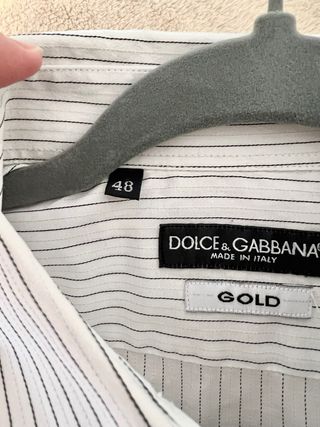 48
DOLCE & GABBANA
MADE IN ITALY
GOLD